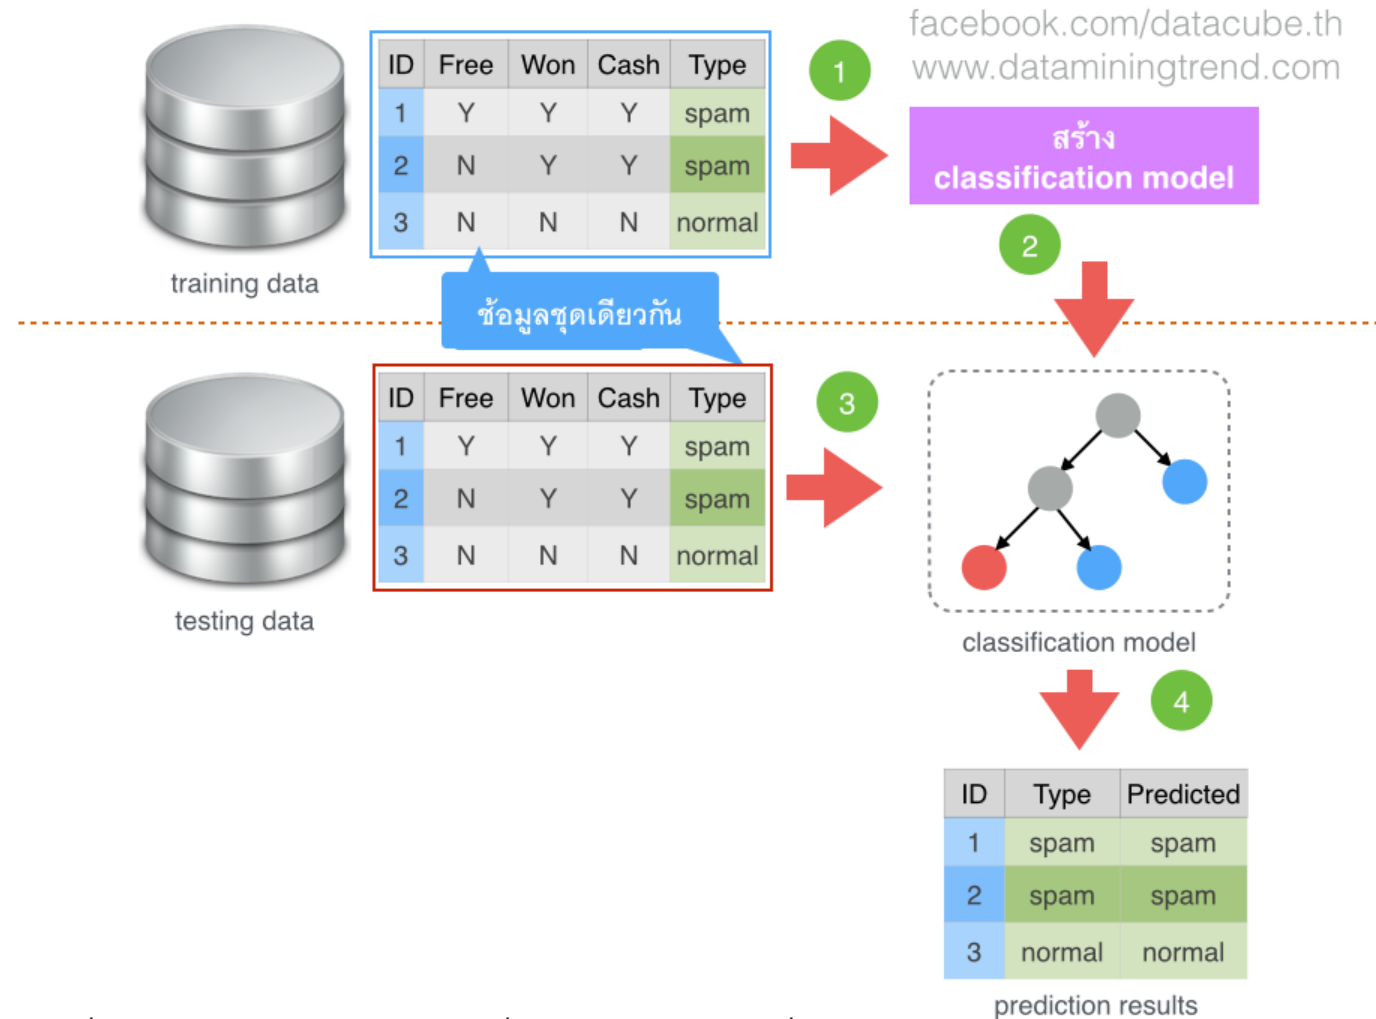 facebook.com/datacube.th
www.dataminingtrend.com
ID Free Won Cash Type
1 Y Y Y spam
2 N Y Y spam
3 N N N normal
training data
1
สร้าง
classification model
2
ข้อมูลชุดเดียวกัน
ID Free Won Cash Type
1 Y Y Y spam
2 N Y Y spam
3 N N N normal
testing data
3
classification model
4
ID Type Predicted
1 spam spam
2 spam spam
3 normal normal
prediction results